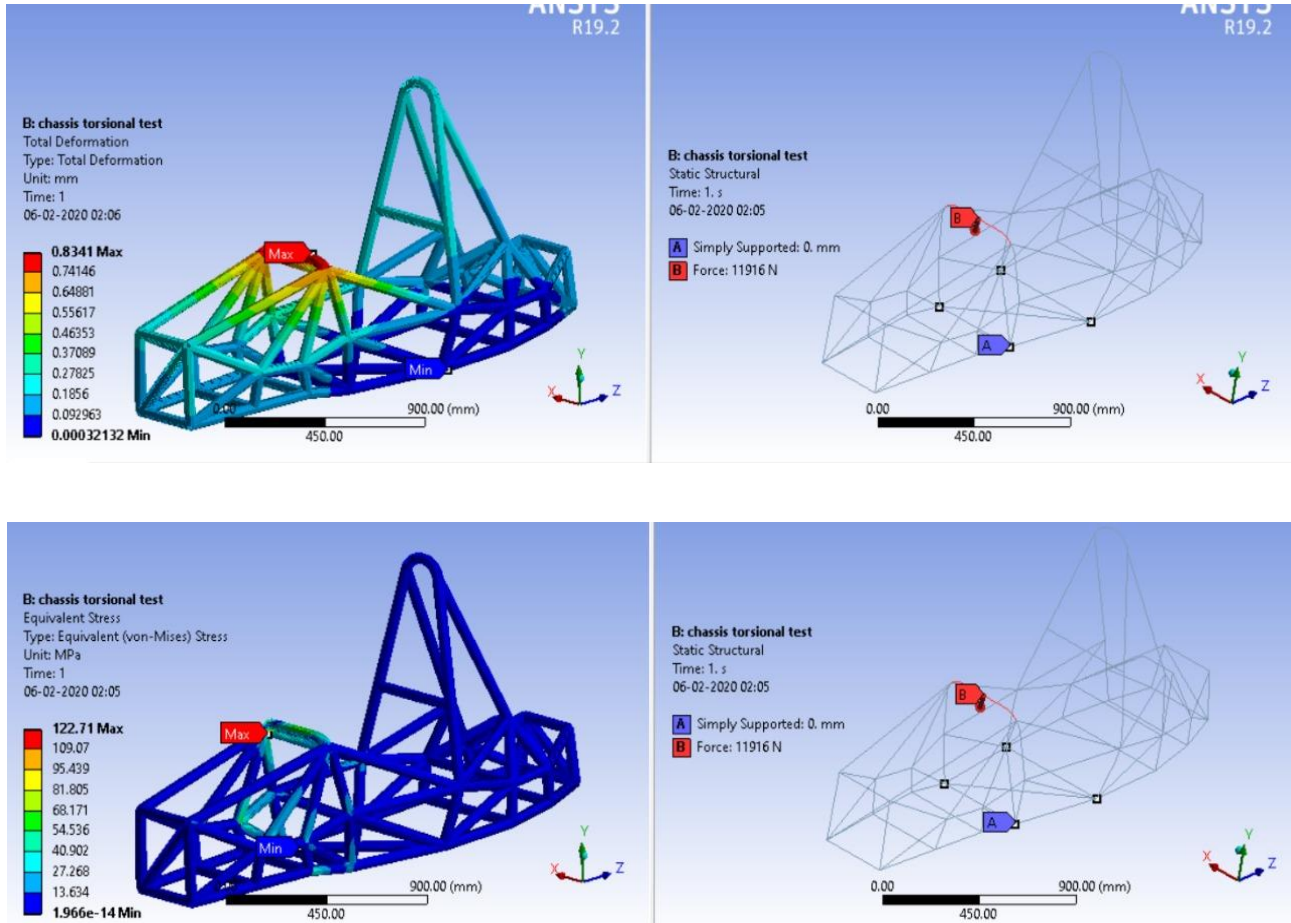 ANSYS
R19.2
B: chassis torsional test
Total Deformation
Type: Total Deformation
Unit: mm
Time: 1
06-02-2020 02:06
0.8341 Max
0.74146
0.64881
0.55617
0.46353
0.37089
0.27825
0.1856
0.092963
0.00032132 Min
Max
Min
0.00
900.00 (mm)
450.00
X
Y
Z
ANSYS
R19.2
B: chassis torsional test
Static Structural
Time: 1. s
06-02-2020 02:05
A Simply Supported: 0. mm
B Force: 11916 N
B
A
0.00
900.00 (mm)
450.00
X
Y
Z
B: chassis torsional test
Equivalent Stress
Type: Equivalent (von-Mises) Stress
Unit: MPa
Time: 1
06-02-2020 02:05
122.71 Max
109.07
95.439
81.805
68.171
54.536
40.902
27.268
13.634
1.966e-14 Min
Max
Min
900.00 (mm)
450.00
X
Y
Z
B: chassis torsional test
Static Structural
Time: 1. s
06-02-2020 02:05
A Simply Supported: 0. mm
B Force: 11916 N
B
A
0.00
900.00 (mm)
450.00
X
Y
Z